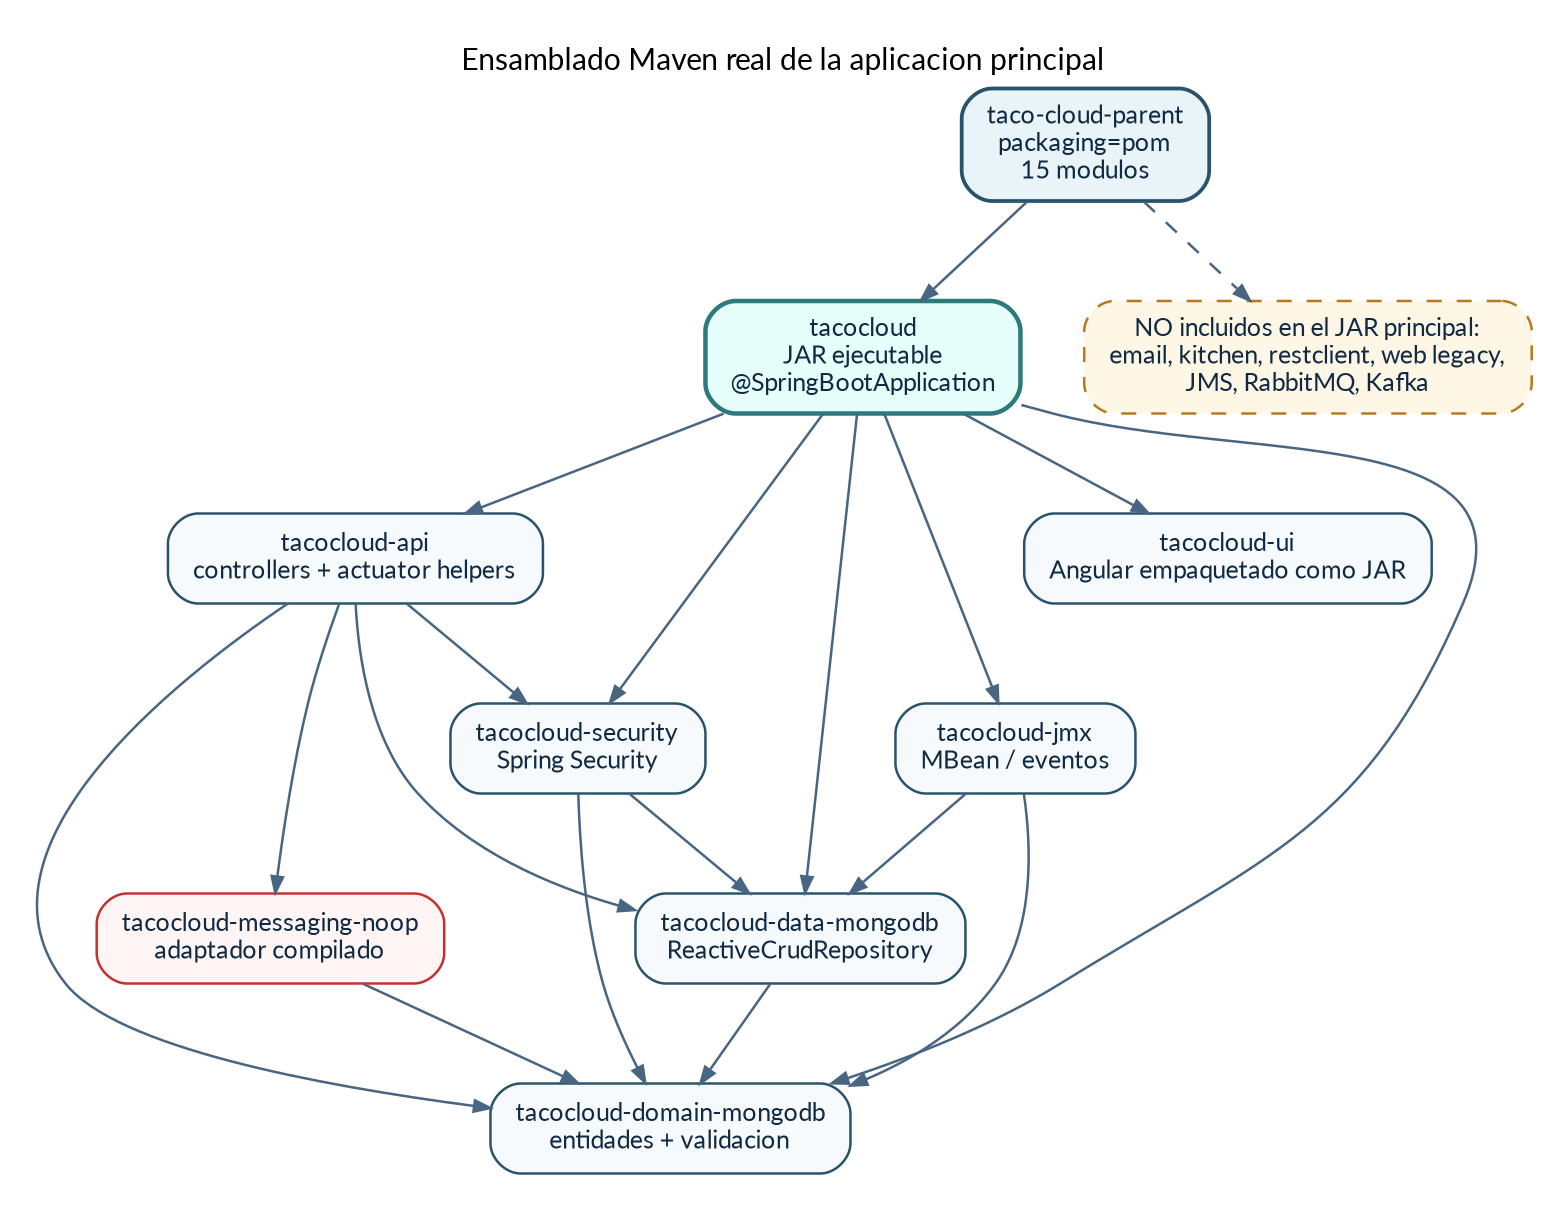 Ensamblado Maven real de la aplicacion principal
taco-cloud-parent
packaging=pom
15 modulos
tacocloud
JAR ejecutable
@SpringBootApplication
NO incluidos en el JAR principal:
email, kitchen, restclient, web legacy,
JMS, RabbitMQ, Kafka
tacocloud-api
controllers + actuator helpers
tacocloud-ui
Angular empaquetado como JAR
tacocloud-security
Spring Security
tacocloud-jmx
MBean / eventos
tacocloud-messaging-noop
adaptador compilado
tacocloud-data-mongodb
ReactiveCrudRepository
tacocloud-domain-mongodb
entidades + validacion